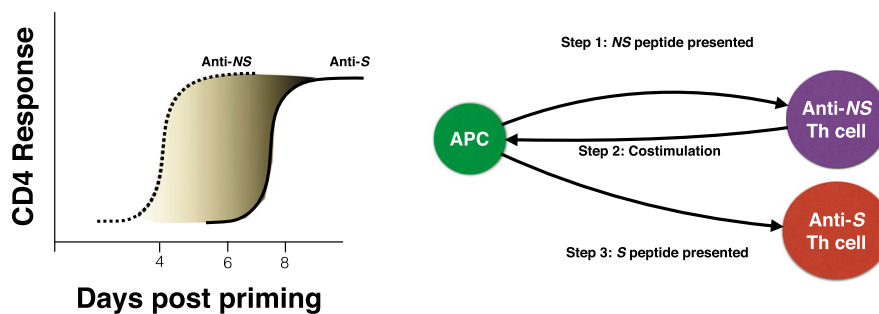 CD4 Response
Anti-NS
Anti-S
4 6 8
Days post priming
Step 1: NS peptide presented
APC
Anti-NS
Th cell
Step 2: Costimulation
Anti-S
Th cell
Step 3: S peptide presented